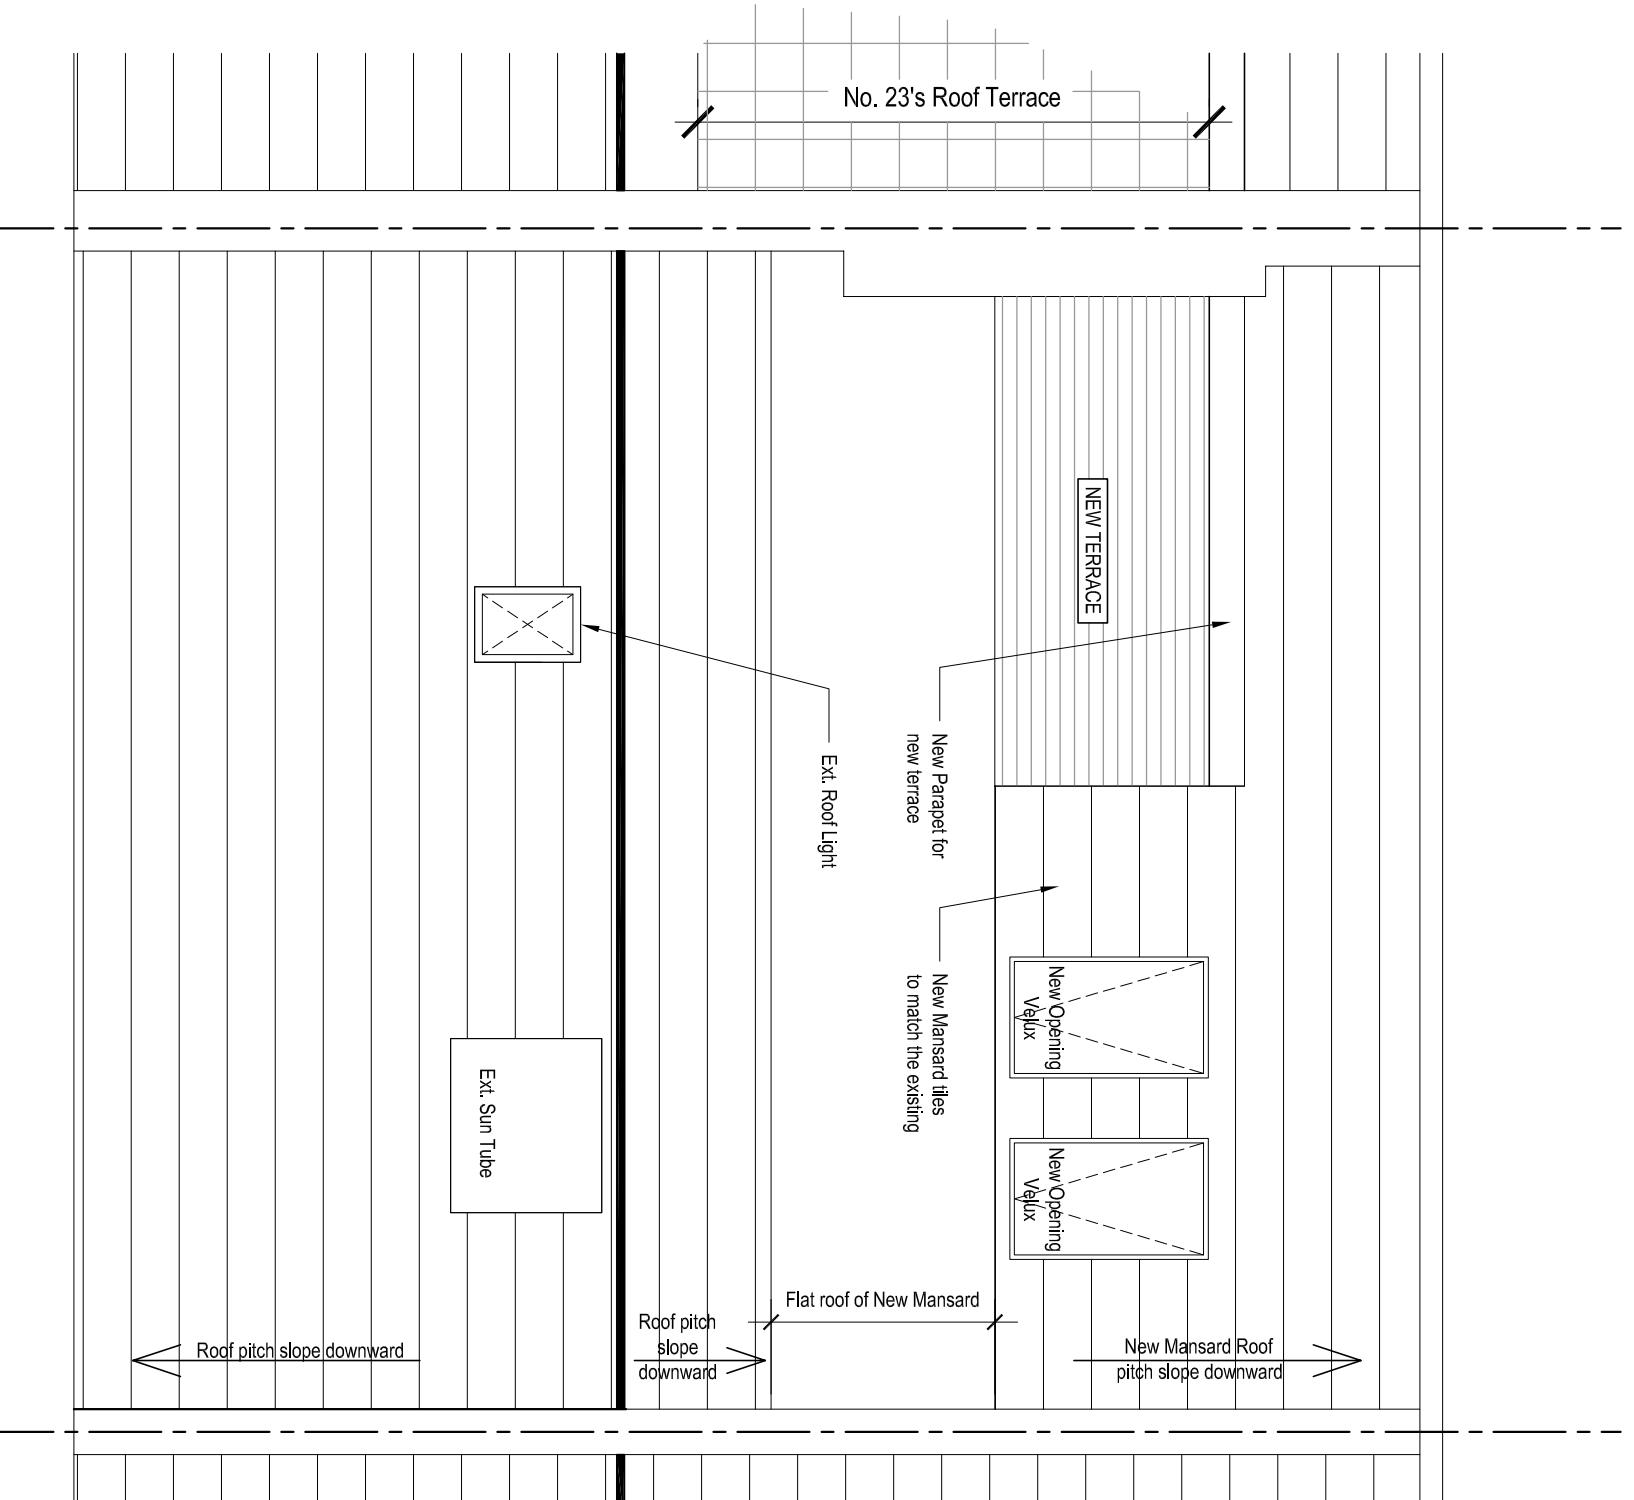 No. 23's Roof Terrace
NEW TERRACE
New Parapet for
new terrace
Ext. Roof Light
New Mansard tiles
to match the existing
New Opening
Velux
New Opening
Velux
Ext. Sun Tube
Flat roof of New Mansard
Roof pitch slope downward
Roof pitch
slope
downward
New Mansard Roof
pitch slope downward